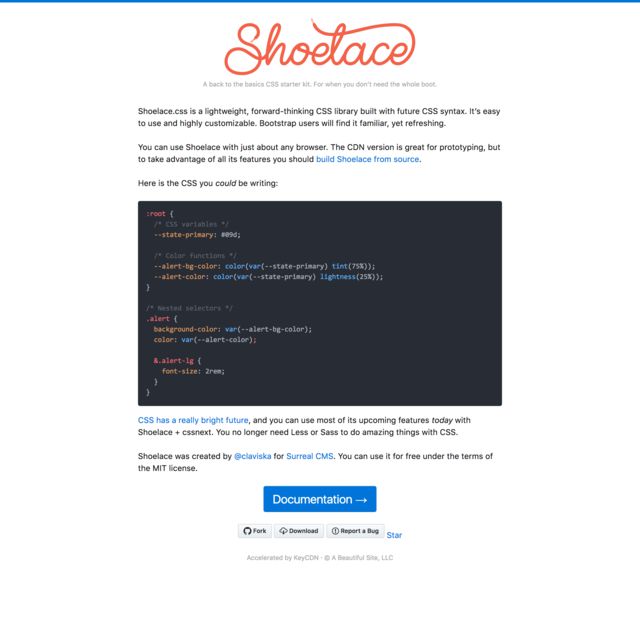 Shoelace
A back to the basics CSS starter kit. For when you don't need the whole boot.
Shoelace.css is a lightweight, forward-thinking CSS library built with future CSS syntax. It's easy
to use and highly customizable. Bootstrap users will find it familiar, yet refreshing.
You can use Shoelace with just about any browser. The CDN version is great for prototyping, but
to take advantage of all its features you should build Shoelace from source.
Here is the CSS you could be writing:
:root {
  /* CSS variables */
  --state-primary: #09d;

  /* Color functions */
  --alert-bg-color: color(var(--state-primary) tint(75%));
  --alert-color: color(var(--state-primary) lightness(25%));
}

/* Nested selectors */
.alert {
  background-color: var(--alert-bg-color);
  color: var(--alert-color);

  &.alert-lg {
    font-size: 2rem;
  }
}
CSS has a really bright future, and you can use most of its upcoming features today with
Shoelace + cssnext. You no longer need Less or Sass to do amazing things with CSS.
Shoelace was created by @claviska for Surreal CMS. You can use it for free under the terms of
the MIT license.
Documentation →
Fork Download Report a Bug Star
Accelerated by KeyCDN · © A Beautiful Site, LLC